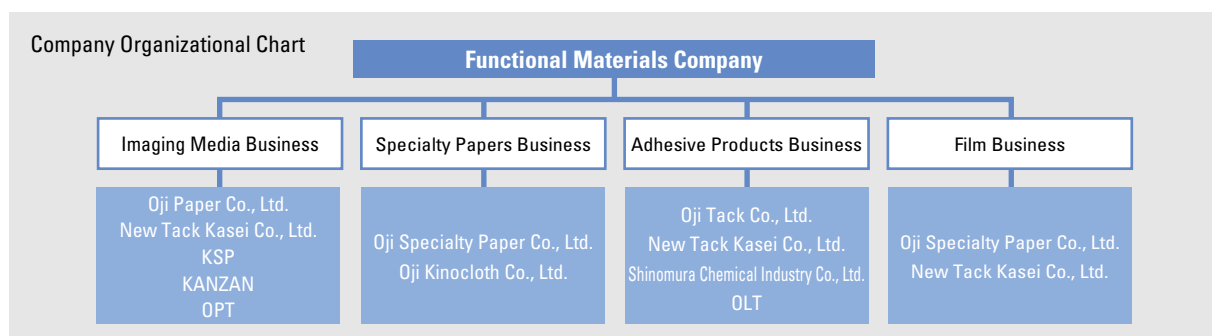 Company Organizational Chart
Functional Materials Company
Imaging Media Business
Specialty Papers Business
Adhesive Products Business
Film Business
Oji Paper Co., Ltd.
New Tack Kasei Co., Ltd.
KSP
KANZAN
OPT
Oji Specialty Paper Co., Ltd.
Oji Kinocloth Co., Ltd.
Oji Tack Co., Ltd.
New Tack Kasei Co., Ltd.
Shinomura Chemical Industry Co., Ltd.
OLT
Oji Specialty Paper Co., Ltd.
New Tack Kasei Co., Ltd.